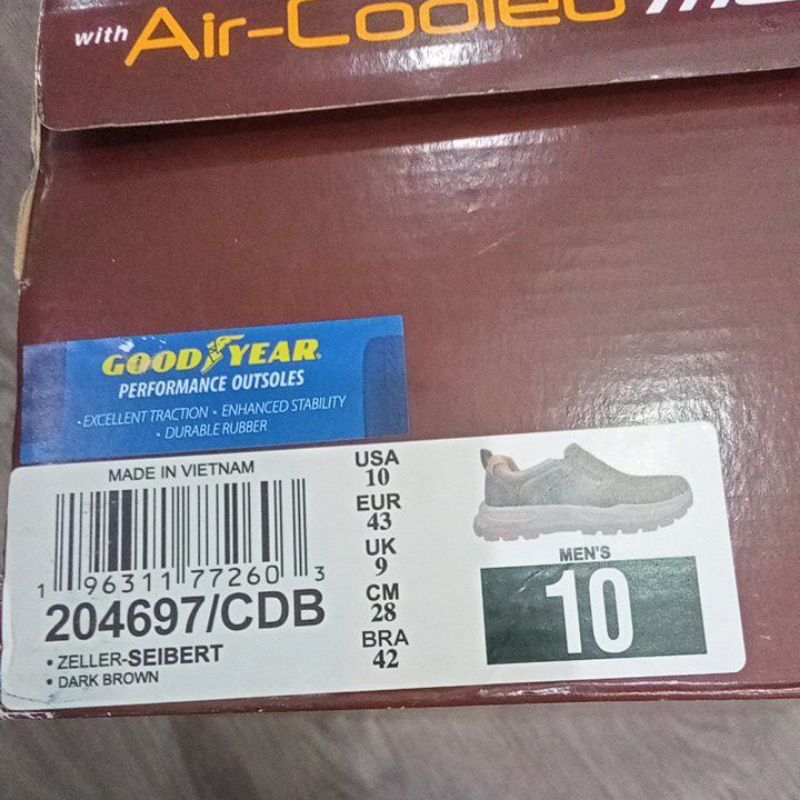 with Air-Cooled
GOODYEAR
PERFORMANCE OUTSOLES
• EXCELLENT TRACTION • ENHANCED STABILITY
• DURABLE RUBBER
MADE IN VIETNAM
1 96311 77260 3
204697/CDB
• ZELLER-SEIBERT
• DARK BROWN
USA
10
EUR
43
UK
9
CM
28
BRA
42
MEN'S
10